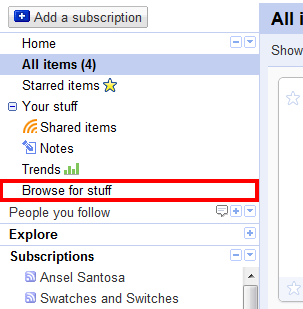 Add a subscription
Home
All items (4)
Starred items
Your stuff
Shared items
Notes
Trends
Browse for stuff
People you follow
Explore
Subscriptions
Ansel Santosa
Swatches and Switches
All i
Show